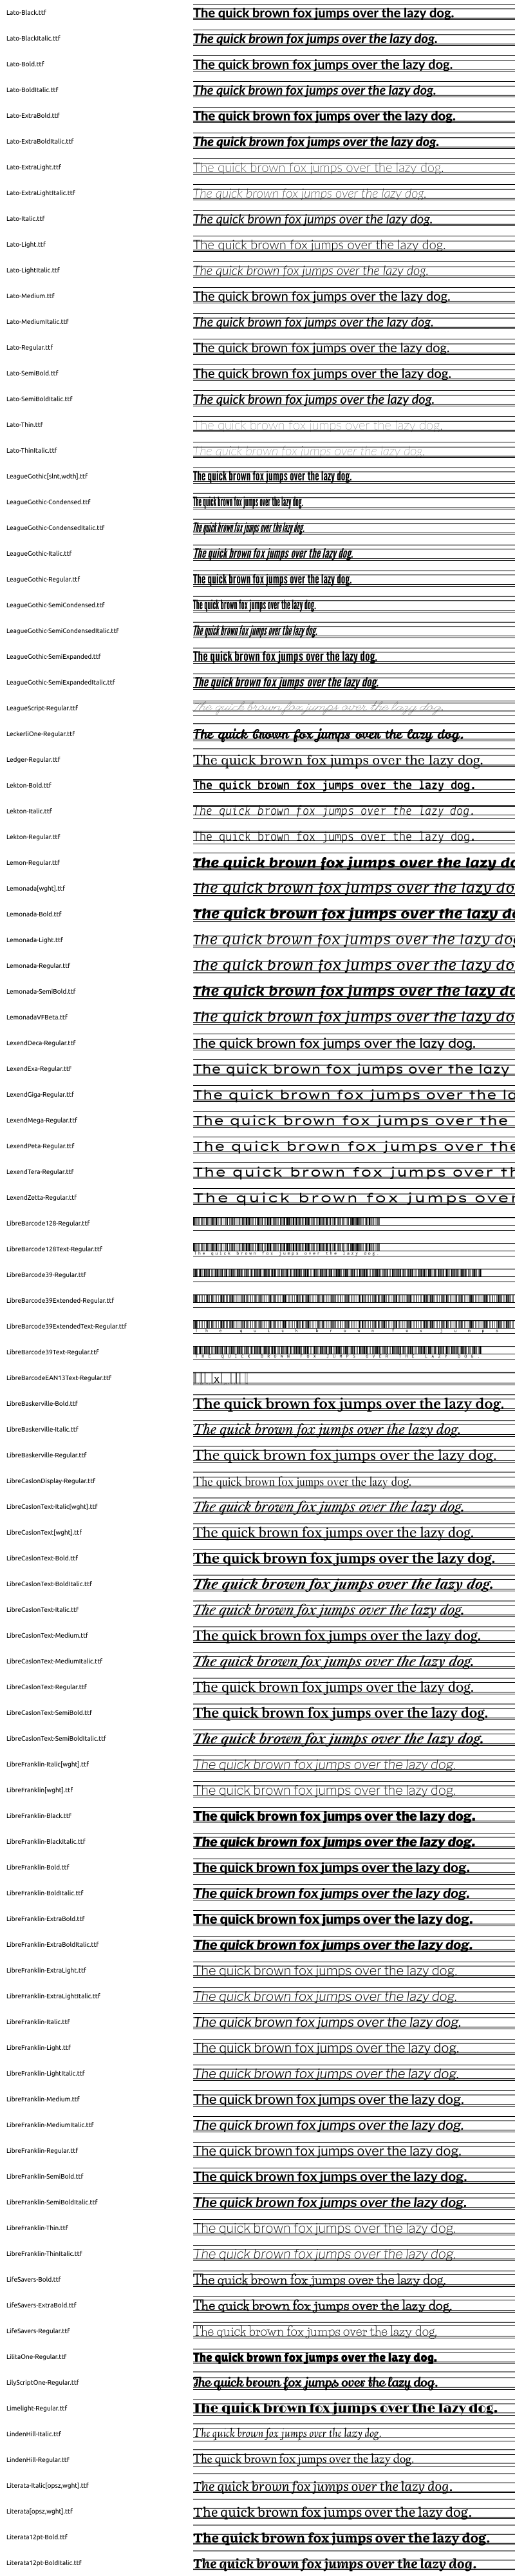 Lato-Black.ttf The quick brown fox jumps over the lazy dog.
Lato-BlackItalic.ttf The quick brown fox jumps over the lazy dog.
Lato-Bold.ttf The quick brown fox jumps over the lazy dog.
Lato-BoldItalic.ttf The quick brown fox jumps over the lazy dog.
Lato-ExtraBold.ttf The quick brown fox jumps over the lazy dog.
Lato-ExtraBoldItalic.ttf The quick brown fox jumps over the lazy dog.
Lato-ExtraLight.ttf The quick brown fox jumps over the lazy dog.
Lato-ExtraLightItalic.ttf The quick brown fox jumps over the lazy dog.
Lato-Italic.ttf The quick brown fox jumps over the lazy dog.
Lato-Light.ttf The quick brown fox jumps over the lazy dog.
Lato-LightItalic.ttf The quick brown fox jumps over the lazy dog.
Lato-Medium.ttf The quick brown fox jumps over the lazy dog.
Lato-MediumItalic.ttf The quick brown fox jumps over the lazy dog.
Lato-Regular.ttf The quick brown fox jumps over the lazy dog.
Lato-SemiBold.ttf The quick brown fox jumps over the lazy dog.
Lato-SemiBoldItalic.ttf The quick brown fox jumps over the lazy dog.
Lato-Thin.ttf The quick brown fox jumps over the lazy dog.
Lato-ThinItalic.ttf The quick brown fox jumps over the lazy dog.
LeagueGothic[slnt,wdth].ttf The quick brown fox jumps over the lazy dog.
LeagueGothic-Condensed.ttf The quick brown fox jumps over the lazy dog.
LeagueGothic-CondensedItalic.ttf The quick brown fox jumps over the lazy dog.
LeagueGothic-Italic.ttf The quick brown fox jumps over the lazy dog.
LeagueGothic-Regular.ttf The quick brown fox jumps over the lazy dog.
LeagueGothic-SemiCondensed.ttf The quick brown fox jumps over the lazy dog.
LeagueGothic-SemiCondensedItalic.ttf The quick brown fox jumps over the lazy dog.
LeagueGothic-SemiExpanded.ttf The quick brown fox jumps over the lazy dog.
LeagueGothic-SemiExpandedItalic.ttf The quick brown fox jumps over the lazy dog.
LeagueScript-Regular.ttf The quick brown fox jumps over the lazy dog.
LeckerliOne-Regular.ttf The quick brown fox jumps over the lazy dog.
Ledger-Regular.ttf The quick brown fox jumps over the lazy dog.
Lekton-Bold.ttf The quick brown fox jumps over the lazy dog.
Lekton-Italic.ttf The quick brown fox jumps over the lazy dog.
Lekton-Regular.ttf The quick brown fox jumps over the lazy dog.
Lemon-Regular.ttf The quick brown fox jumps over the lazy do
Lemonada[wght].ttf The quick brown fox jumps over the lazy do
Lemonada-Bold.ttf The quick brown fox jumps over the lazy do
Lemonada-Light.ttf The quick brown fox jumps over the lazy do
Lemonada-Regular.ttf The quick brown fox jumps over the lazy do
Lemonada-SemiBold.ttf The quick brown fox jumps over the lazy do
LemonadaVFBeta.ttf The quick brown fox jumps over the lazy do
LexendDeca-Regular.ttf The quick brown fox jumps over the lazy dog.
LexendExa-Regular.ttf The quick brown fox jumps over the lazy
LexendGiga-Regular.ttf The quick brown fox jumps over the la
LexendMega-Regular.ttf The quick brown fox jumps over the
LexendPeta-Regular.ttf The quick brown fox jumps over the
LexendTera-Regular.ttf The quick brown fox jumps over th
LexendZetta-Regular.ttf The quick brown fox jumps over
LibreBarcode128-Regular.ttf
LibreBarcode128Text-Regular.ttf The quick brown fox jumps over the lazy dog
LibreBarcode39-Regular.ttf
LibreBarcode39Extended-Regular.ttf
LibreBarcode39ExtendedText-Regular.ttf T h e q u i c k b r o w n f o x j u m p s
LibreBarcode39Text-Regular.ttf THE QUICK BROWN FOX JUMPS OVER THE LAZY DOG
LibreBarcodeEAN13Text-Regular.ttf x
LibreBaskerville-Bold.ttf The quick brown fox jumps over the lazy dog.
LibreBaskerville-Italic.ttf The quick brown fox jumps over the lazy dog.
LibreBaskerville-Regular.ttf The quick brown fox jumps over the lazy dog.
LibreCaslonDisplay-Regular.ttf The quick brown fox jumps over the lazy dog.
LibreCaslonText-Italic[wght].ttf The quick brown fox jumps over the lazy dog.
LibreCaslonText[wght].ttf The quick brown fox jumps over the lazy dog.
LibreCaslonText-Bold.ttf The quick brown fox jumps over the lazy dog.
LibreCaslonText-BoldItalic.ttf The quick brown fox jumps over the lazy dog.
LibreCaslonText-Italic.ttf The quick brown fox jumps over the lazy dog.
LibreCaslonText-Medium.ttf The quick brown fox jumps over the lazy dog.
LibreCaslonText-MediumItalic.ttf The quick brown fox jumps over the lazy dog.
LibreCaslonText-Regular.ttf The quick brown fox jumps over the lazy dog.
LibreCaslonText-SemiBold.ttf The quick brown fox jumps over the lazy dog.
LibreCaslonText-SemiBoldItalic.ttf The quick brown fox jumps over the lazy dog.
LibreFranklin-Italic[wght].ttf The quick brown fox jumps over the lazy dog.
LibreFranklin[wght].ttf The quick brown fox jumps over the lazy dog.
LibreFranklin-Black.ttf The quick brown fox jumps over the lazy dog.
LibreFranklin-BlackItalic.ttf The quick brown fox jumps over the lazy dog.
LibreFranklin-Bold.ttf The quick brown fox jumps over the lazy dog.
LibreFranklin-BoldItalic.ttf The quick brown fox jumps over the lazy dog.
LibreFranklin-ExtraBold.ttf The quick brown fox jumps over the lazy dog.
LibreFranklin-ExtraBoldItalic.ttf The quick brown fox jumps over the lazy dog.
LibreFranklin-ExtraLight.ttf The quick brown fox jumps over the lazy dog.
LibreFranklin-ExtraLightItalic.ttf The quick brown fox jumps over the lazy dog.
LibreFranklin-Italic.ttf The quick brown fox jumps over the lazy dog.
LibreFranklin-Light.ttf The quick brown fox jumps over the lazy dog.
LibreFranklin-LightItalic.ttf The quick brown fox jumps over the lazy dog.
LibreFranklin-Medium.ttf The quick brown fox jumps over the lazy dog.
LibreFranklin-MediumItalic.ttf The quick brown fox jumps over the lazy dog.
LibreFranklin-Regular.ttf The quick brown fox jumps over the lazy dog.
LibreFranklin-SemiBold.ttf The quick brown fox jumps over the lazy dog.
LibreFranklin-SemiBoldItalic.ttf The quick brown fox jumps over the lazy dog.
LibreFranklin-Thin.ttf The quick brown fox jumps over the lazy dog.
LibreFranklin-ThinItalic.ttf The quick brown fox jumps over the lazy dog.
LifeSavers-Bold.ttf The quick brown fox jumps over the lazy dog.
LifeSavers-ExtraBold.ttf The quick brown fox jumps over the lazy dog.
LifeSavers-Regular.ttf The quick brown fox jumps over the lazy dog.
LilitaOne-Regular.ttf The quick brown fox jumps over the lazy dog.
LilyScriptOne-Regular.ttf The quick brown fox jumps over the lazy dog.
Limelight-Regular.ttf The quick brown fox jumps over the lazy dog.
LindenHill-Italic.ttf The quick brown fox jumps over the lazy dog.
LindenHill-Regular.ttf The quick brown fox jumps over the lazy dog.
Literata-Italic[opsz,wght].ttf The quick brown fox jumps over the lazy dog.
Literata[opsz,wght].ttf The quick brown fox jumps over the lazy dog.
Literata12pt-Bold.ttf The quick brown fox jumps over the lazy dog.
Literata12pt-BoldItalic.ttf The quick brown fox jumps over the lazy dog.